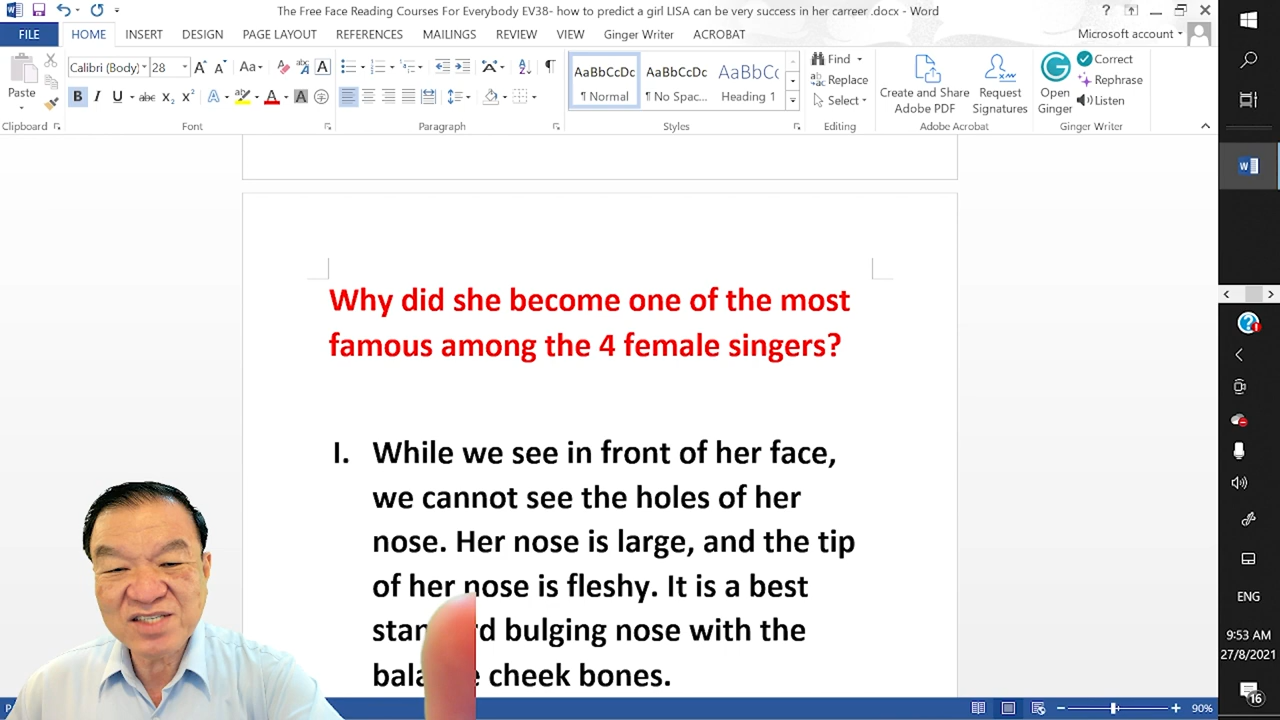 The Free Face Reading Courses For Everybody EV38- how to predict a girl LISA can be very success in her carreer .docx - Word
FILE HOME INSERT DESIGN PAGE LAYOUT REFERENCES MAILINGS REVIEW VIEW Ginger Writer ACROBAT Microsoft account
Paste
Calibri (Body) 28
AaBbCcDc AaBbCcDc AaBbCc
¶ Normal ¶ No Spac... Heading 1
Find
Replace
Select
Create and Share
Adobe PDF
Request
Signatures
Open
Ginger
Correct
Rephrase
Listen
Clipboard Font Paragraph Styles Editing Adobe Acrobat Ginger Writer
Why did she become one of the most
famous among the 4 female singers?
I. While we see in front of her face,
we cannot see the holes of her
nose. Her nose is large, and the tip
of her nose is fleshy. It is a best
bulging nose with the
cheek bones.
90%
ENG
9:53 AM
27/8/2021
16